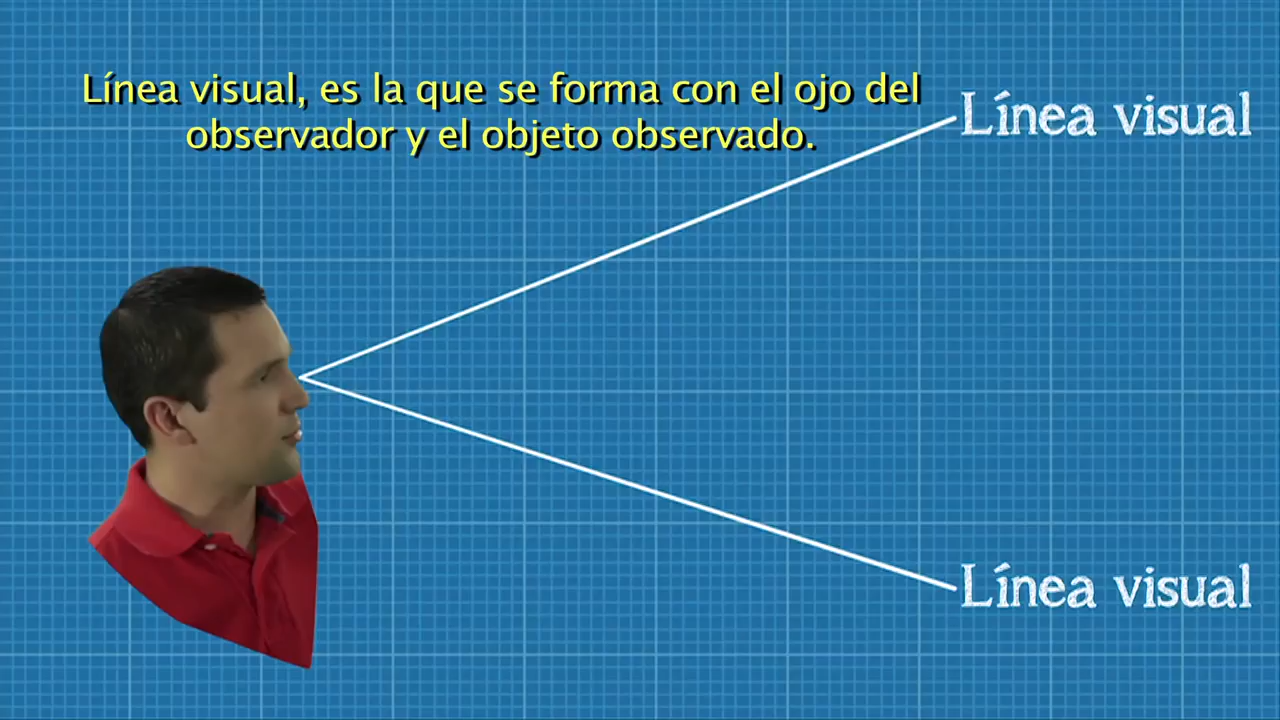 Línea visual, es la que se forma con el ojo del
observador y el objeto observado.
Línea visual
Línea visual